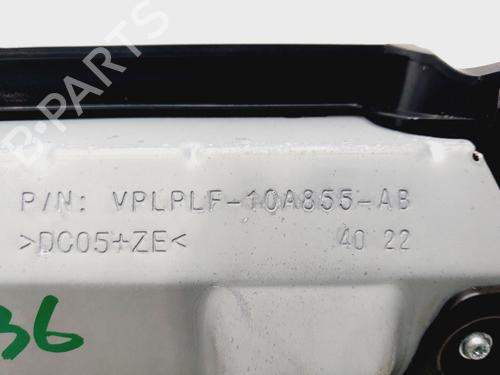 B-PARTS
P/N: VPLPLF-10A855-AB
>DC05+ZE< 40 22
36